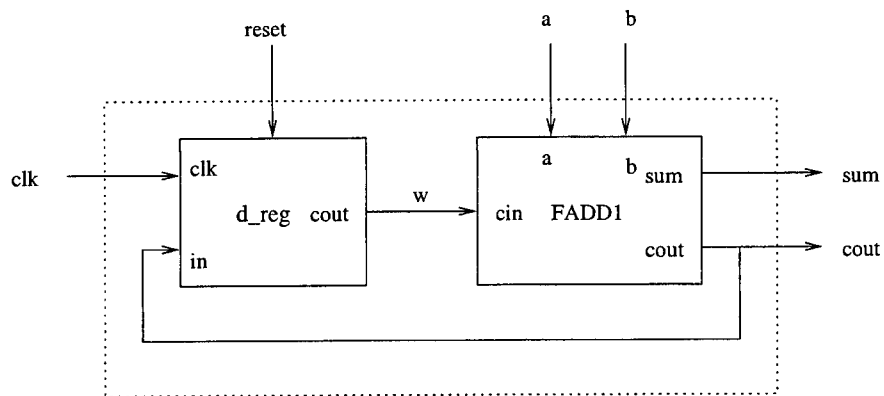 reset
a
b
clk
clk
in
d_reg
cout
w
cin
a
b
FADD1
sum
cout
sum
cout